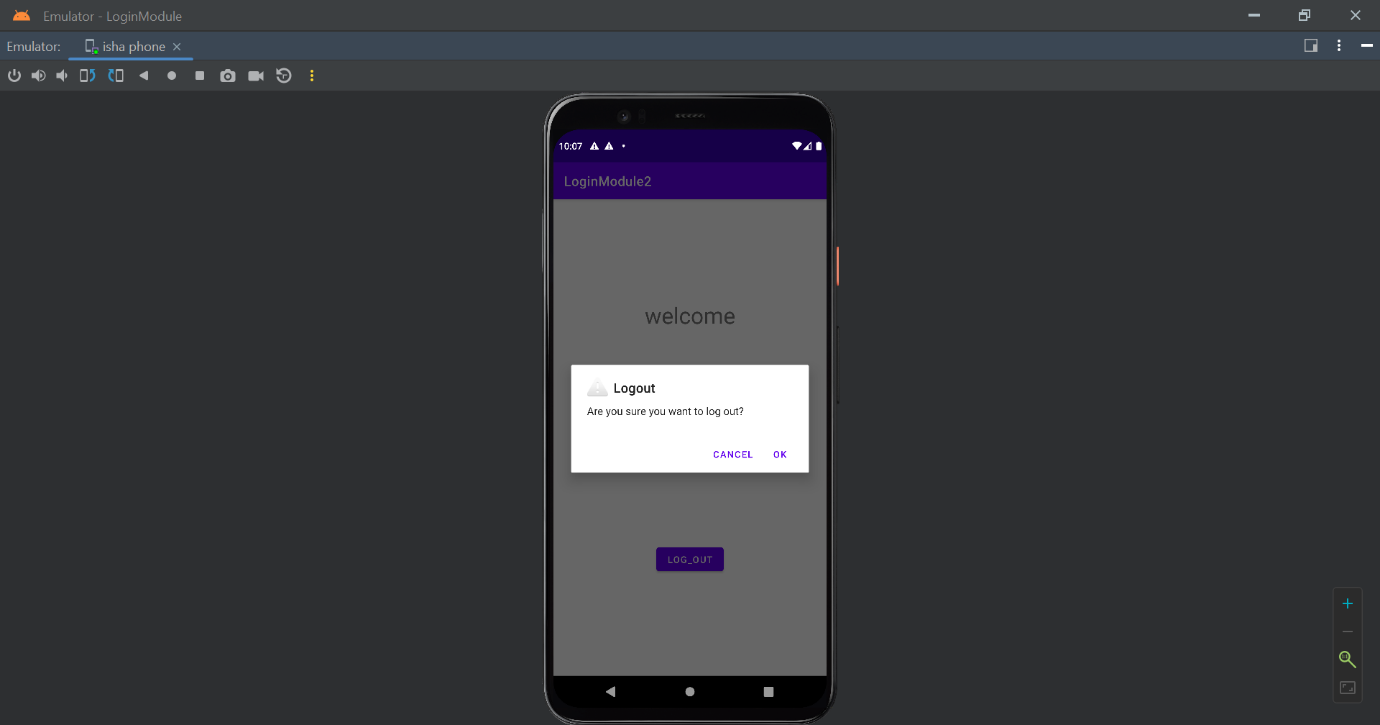 Emulator - LoginModule
Emulator: isha phone
10:07
LoginModule2
welcome
Logout
Are you sure you want to log out?
CANCEL OK
LOG_OUT